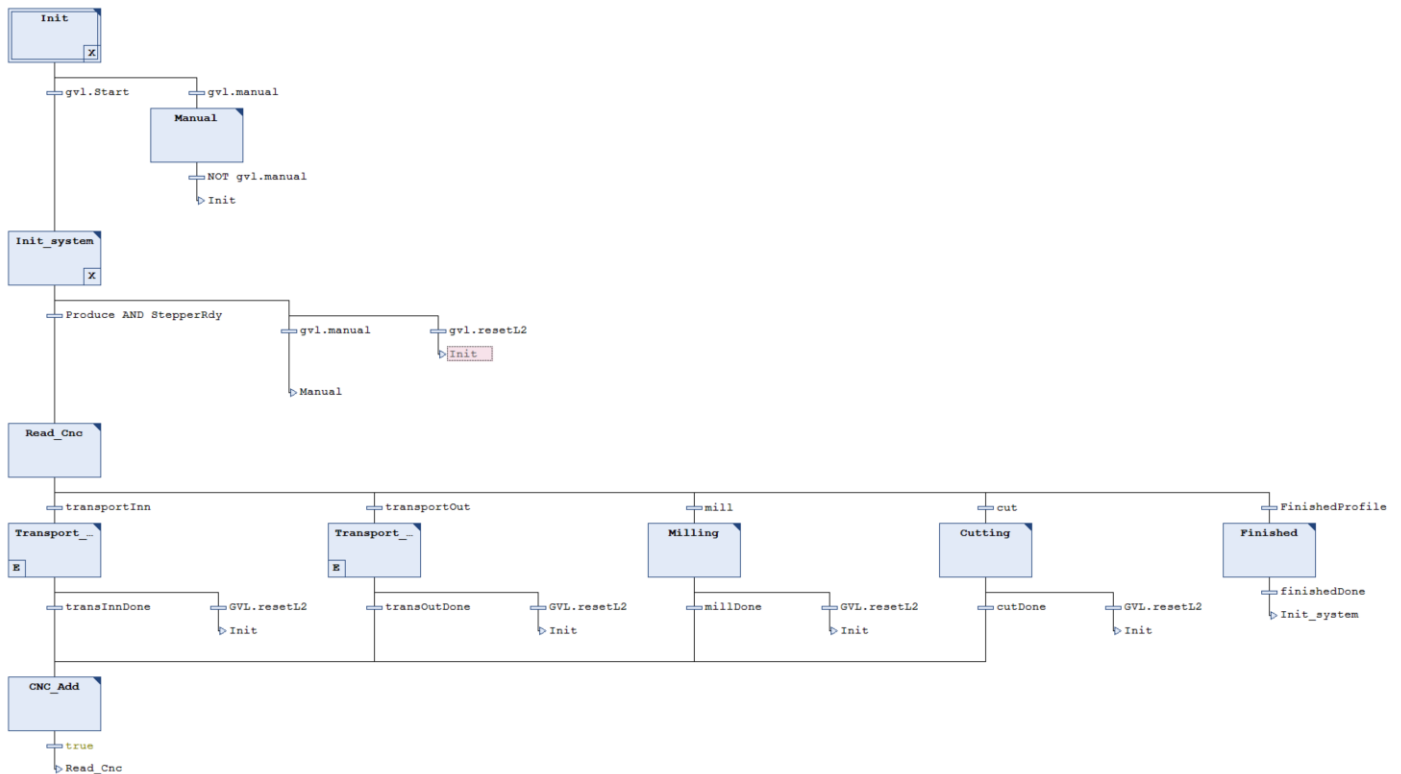 Init
X
gvl.Start
gvl.manual
Manual
NOT gvl.manual
Init
Init_system
X
Produce AND StepperRdy
gvl.manual
gvl.resetL2
Init
Manual
Read_Cnc
transportInn
transportOut
mill
cut
FinishedProfile
Transport_…
Transport_…
Milling
Cutting
Finished
E
E
finishedDone
transInnDone
GVL.resetL2
transOutDone
GVL.resetL2
millDone
GVL.resetL2
cutDone
GVL.resetL2
Init_system
Init
Init
Init
Init
CNC_Add
true
Read_Cnc